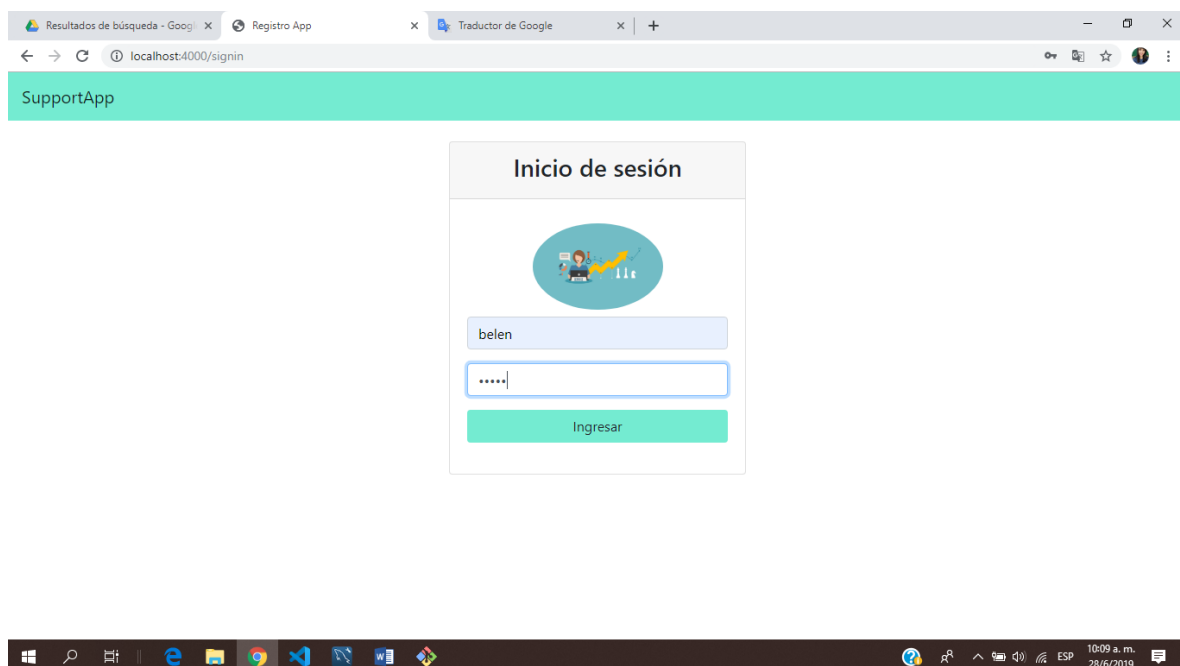 Resultados de búsqueda - Goog
Registro App
Traductor de Google
localhost:4000/signin
SupportApp
Inicio de sesión
belen
•••••
Ingresar
ESP
10:09 a. m.
28/6/2019